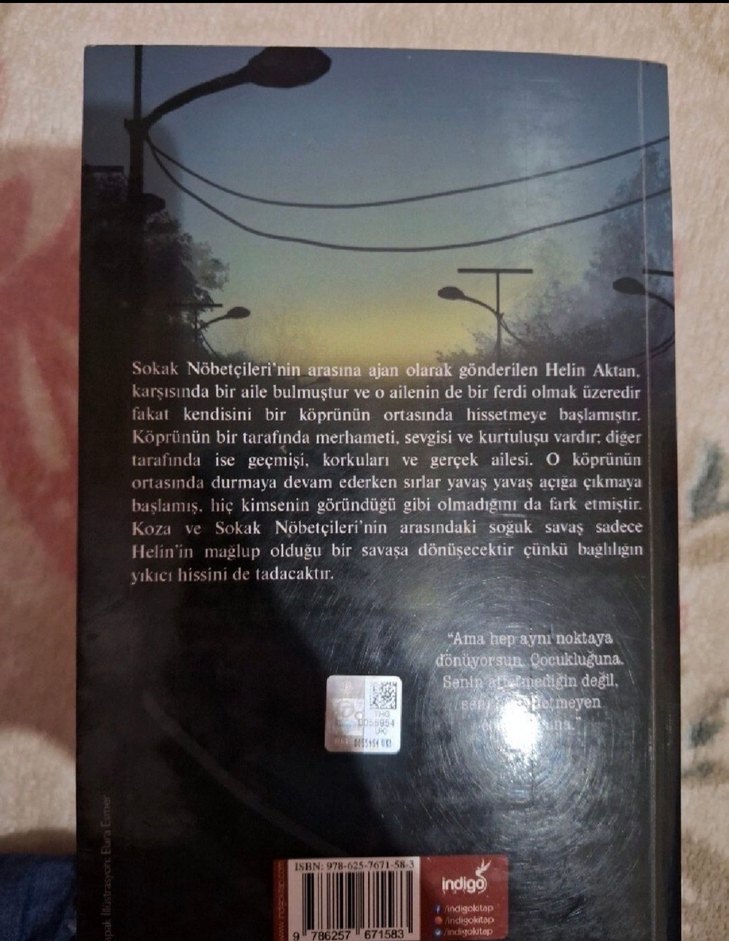 Sokak Nöbetçileri'nin arasına ajan olarak gönderilen Helin Aktan,
karşısında bir aile bulmuştur ve o ailenin de bir ferdi olmak üzeredir
fakat kendisini bir köprünün ortasında hissetmeye başlamıştır.
Köprünün bir tarafında merhameti, sevgisi ve kurtuluşu vardır; diğer
tarafında ise geçmişi, korkuları ve gerçek ailesi. O köprünün
ortasında durmaya devam ederken sırlar yavaş yavaş açığa çıkmaya
başlamış, hiç kimsenin göründüğü gibi olmadığını da fark etmiştir.
Koza ve Sokak Nöbetçileri'nin arasındaki soğuk savaş sadece
Helin'in mağlup olduğu bir savaşa dönüşecektir çünkü bağlılığın
yıkıcı hissini de tadacaktır.
"Ama hep aynı noktaya
dönüyorsun. Çocukluğuna.
Senin affetmediğin değil,
ISBN: 978-625-7671-58-3
9 786257 671583
indigo
/indigokitap
/indigokitap
/indigokitap